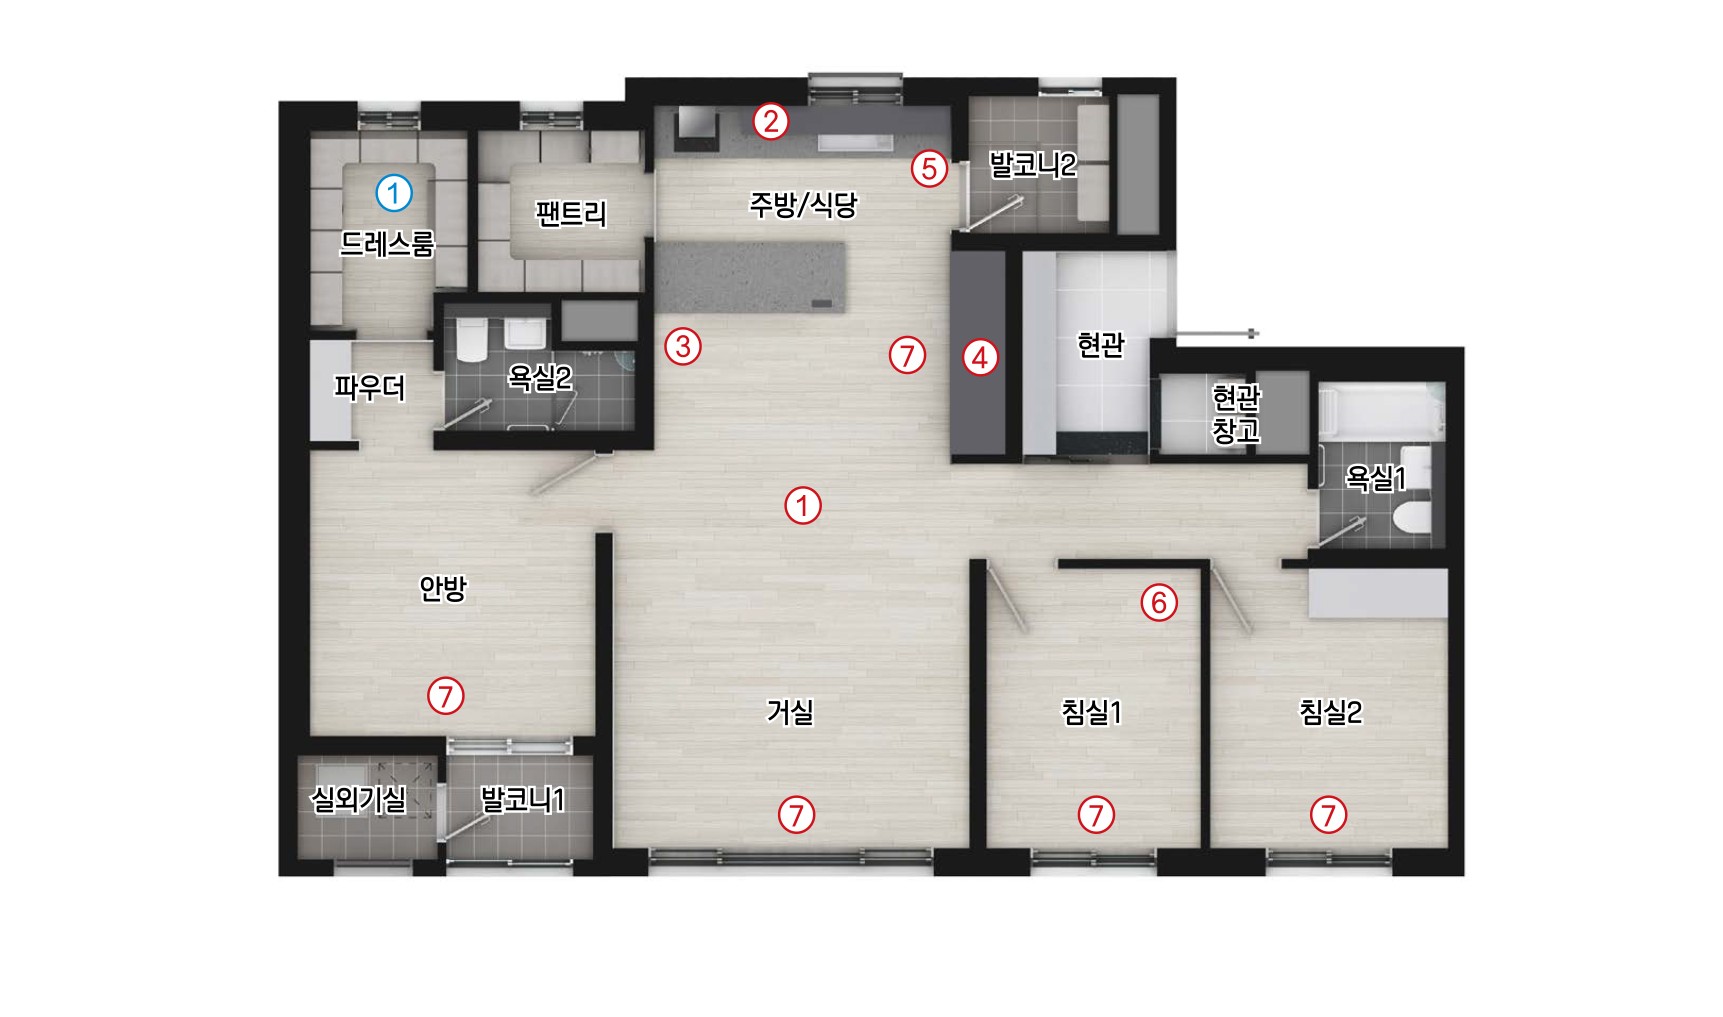 ②
①
⑤
발코니2
팬트리
주방/식당
드레스룸
현관
③
⑦
④
파우더
욕실2
현관
창고
욕실1
①
안방
⑥
⑦
거실
침실1
침실2
실외기실
발코니1
⑦
⑦
⑦